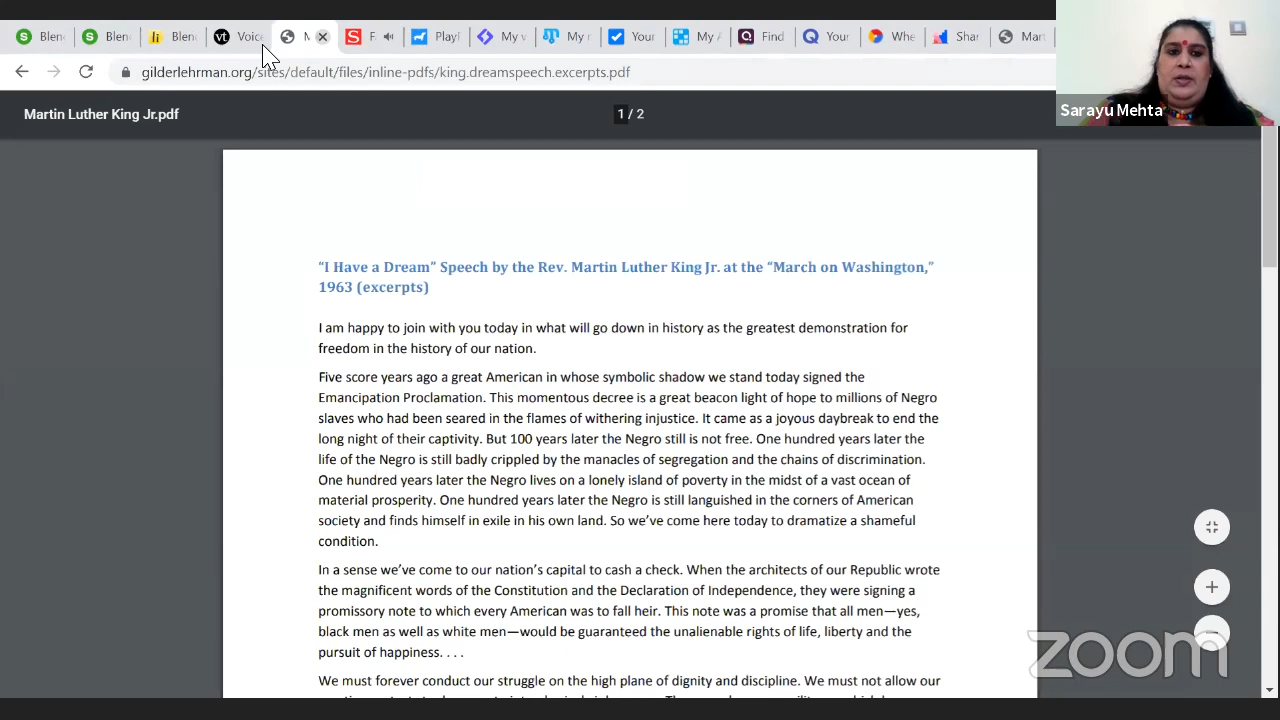 Blen Blen Blen Voice M F Playf My v My r Your My A Find Your Whe Shar Mart
gilderlehrman.org/sites/default/files/inline-pdfs/king.dreamspeech.excerpts.pdf
Sarayu Mehta
Martin Luther King Jr.pdf
1 / 2
“I Have a Dream” Speech by the Rev. Martin Luther King Jr. at the “March on Washington,”
1963 (excerpts)
I am happy to join with you today in what will go down in history as the greatest demonstration for
freedom in the history of our nation.
Five score years ago a great American in whose symbolic shadow we stand today signed the
Emancipation Proclamation. This momentous decree is a great beacon light of hope to millions of Negro
slaves who had been seared in the flames of withering injustice. It came as a joyous daybreak to end the
long night of their captivity. But 100 years later the Negro still is not free. One hundred years later the
life of the Negro is still badly crippled by the manacles of segregation and the chains of discrimination.
One hundred years later the Negro lives on a lonely island of poverty in the midst of a vast ocean of
material prosperity. One hundred years later the Negro is still languished in the corners of American
society and finds himself in exile in his own land. So we’ve come here today to dramatize a shameful
condition.
In a sense we’ve come to our nation’s capital to cash a check. When the architects of our Republic wrote
the magnificent words of the Constitution and the Declaration of Independence, they were signing a
promissory note to which every American was to fall heir. This note was a promise that all men—yes,
black men as well as white men—would be guaranteed the unalienable rights of life, liberty and the
pursuit of happiness. . . .
We must forever conduct our struggle on the high plane of dignity and discipline. We must not allow our
zoom